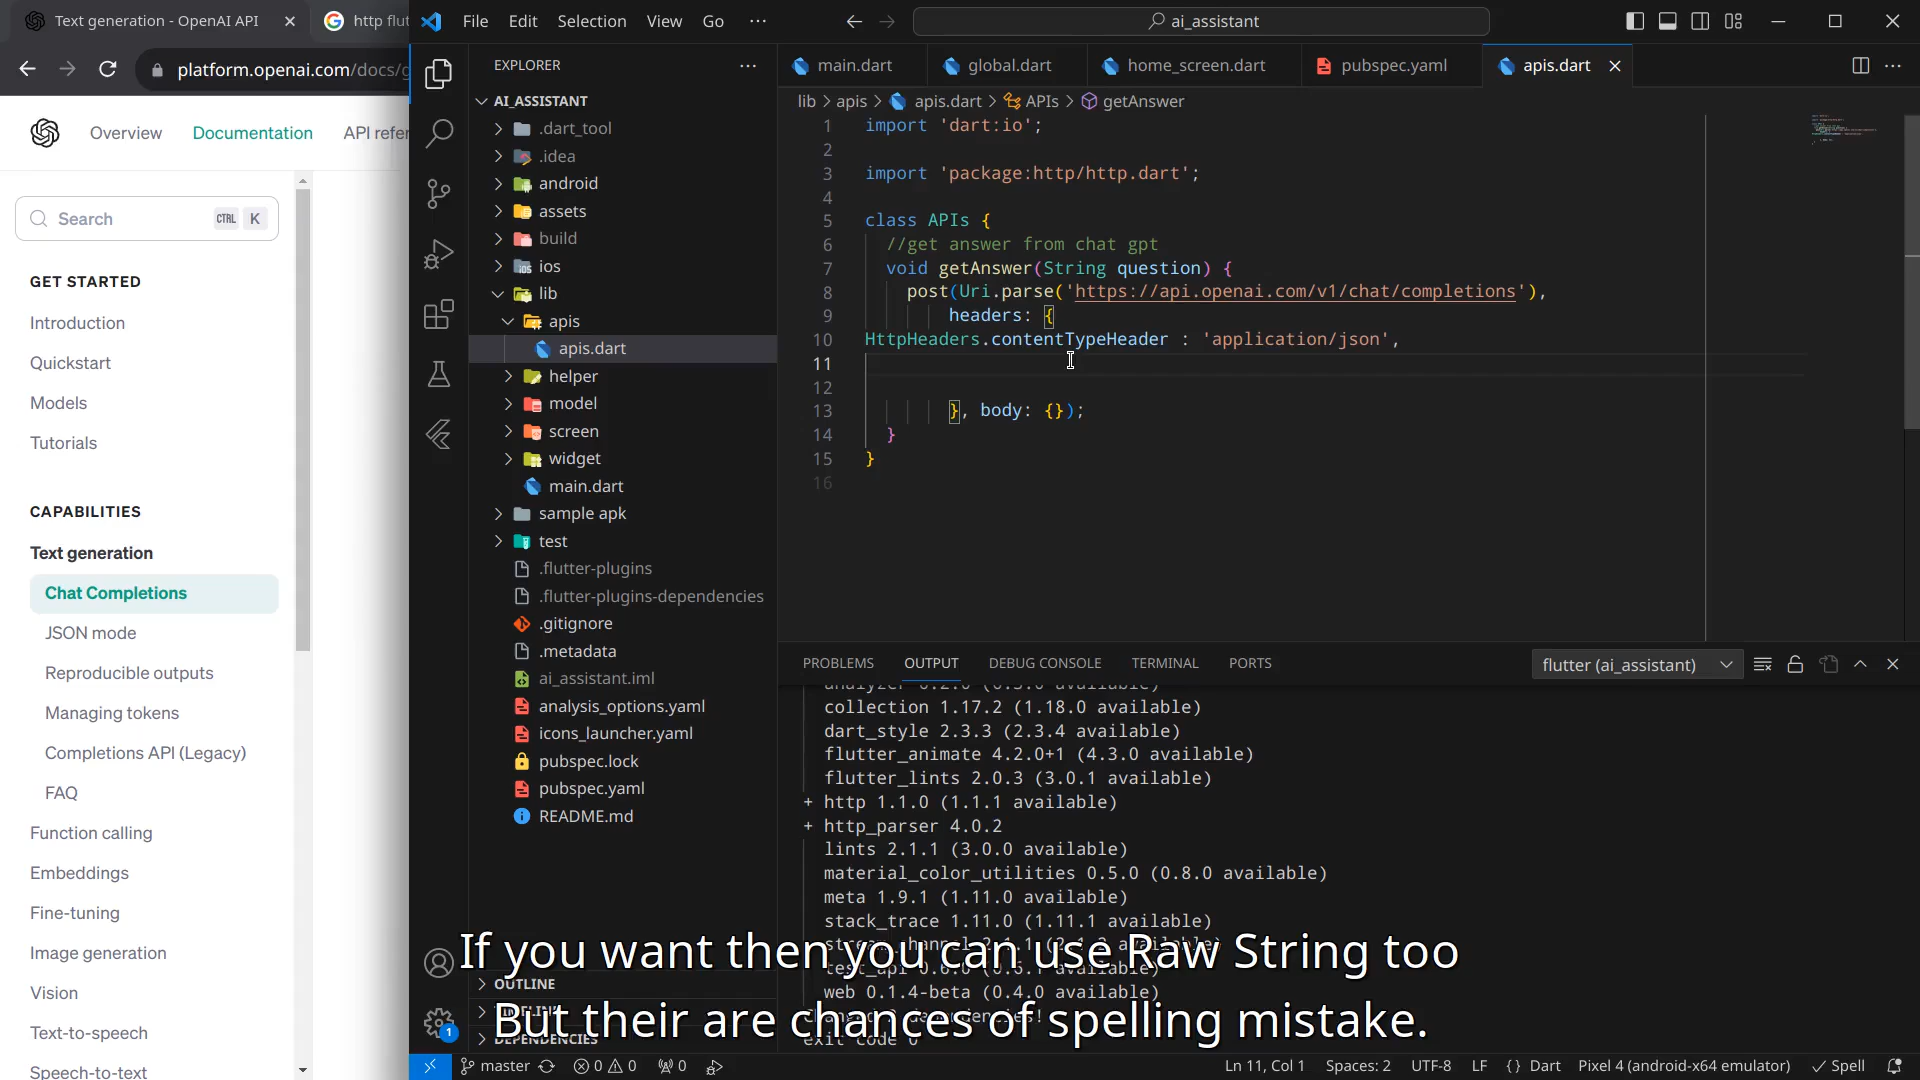 Text generation - OpenAI API
http flut
platform.openai.com/docs/g
Overview
Documentation
API refer
Search
CTRL K
GET STARTED
Introduction
Quickstart
Models
Tutorials
CAPABILITIES
Text generation
Chat Completions
JSON mode
Reproducible outputs
Managing tokens
Completions API (Legacy)
FAQ
Function calling
Embeddings
Fine-tuning
Image generation
Vision
Text-to-speech
Speech-to-text
File Edit Selection View Go
ai_assistant
EXPLORER
AI_ASSISTANT
.dart_tool
.idea
android
assets
build
ios
lib
apis
apis.dart
helper
model
screen
widget
main.dart
sample apk
test
.flutter-plugins
.flutter-plugins-dependencies
.gitignore
.metadata
ai_assistant.iml
analysis_options.yaml
icons_launcher.yaml
pubspec.lock
pubspec.yaml
README.md
OUTLINE
DEPENDENCIES
main.dart
global.dart
home_screen.dart
pubspec.yaml
apis.dart
lib > apis > apis.dart > APIs > getAnswer
1 import 'dart:io';
2
3 import 'package:http/http.dart';
4
5 class APIs {
6 //get answer from chat gpt
7 void getAnswer(String question) {
8 post(Uri.parse('https://api.openai.com/v1/chat/completions'),
9 headers: {
10 HttpHeaders.contentTypeHeader : 'application/json',
11
12
13 }, body: {});
14 }
15 }
16
PROBLEMS OUTPUT DEBUG CONSOLE TERMINAL PORTS
flutter (ai_assistant)
collection 1.17.2 (1.18.0 available)
dart_style 2.3.3 (2.3.4 available)
flutter_animate 4.2.0+1 (4.3.0 available)
flutter_lints 2.0.3 (3.0.1 available)
+ http 1.1.0 (1.1.1 available)
+ http_parser 4.0.2
lints 2.1.1 (3.0.0 available)
material_color_utilities 0.5.0 (0.8.0 available)
meta 1.9.1 (1.11.0 available)
stack_trace 1.11.0 (1.11.1 available)
web 0.1.4-beta (0.4.0 available)
exit code 0
If you want then you can use Raw String too
But their are chances of spelling mistake.
1
master
0 0
0
Ln 11, Col 1
Spaces: 2
UTF-8
LF
{} Dart
Pixel 4 (android-x64 emulator)
Spell